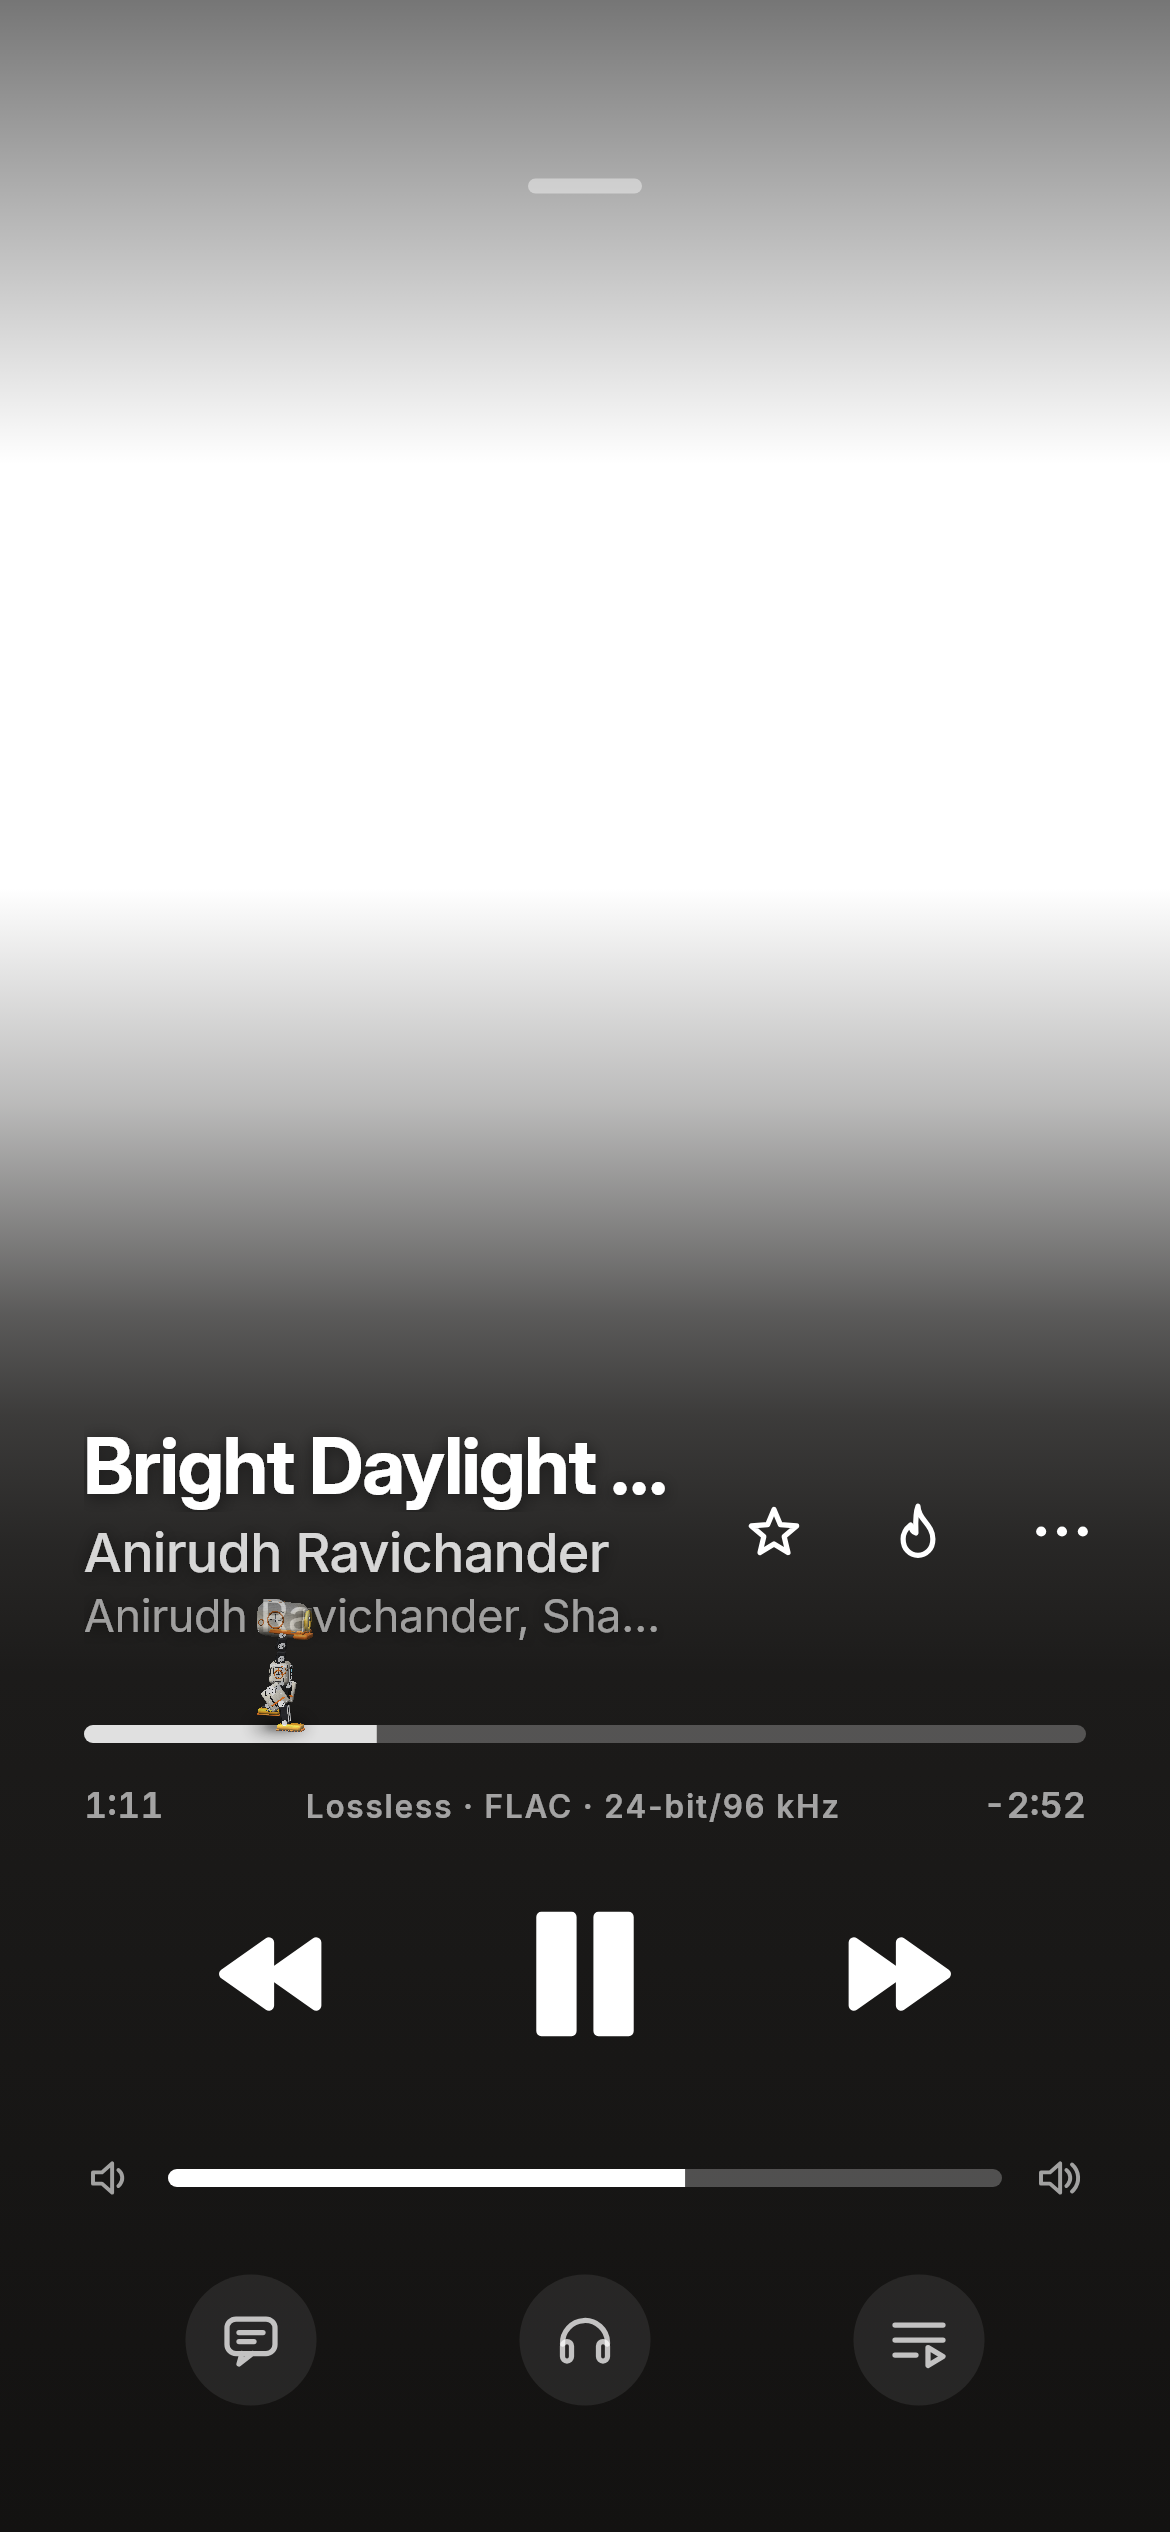 Bright Daylight ...
Anirudh Ravichander
Anirudh Ravichander, Sha...
1:11
Lossless · FLAC · 24-bit/96 kHz
-2:52